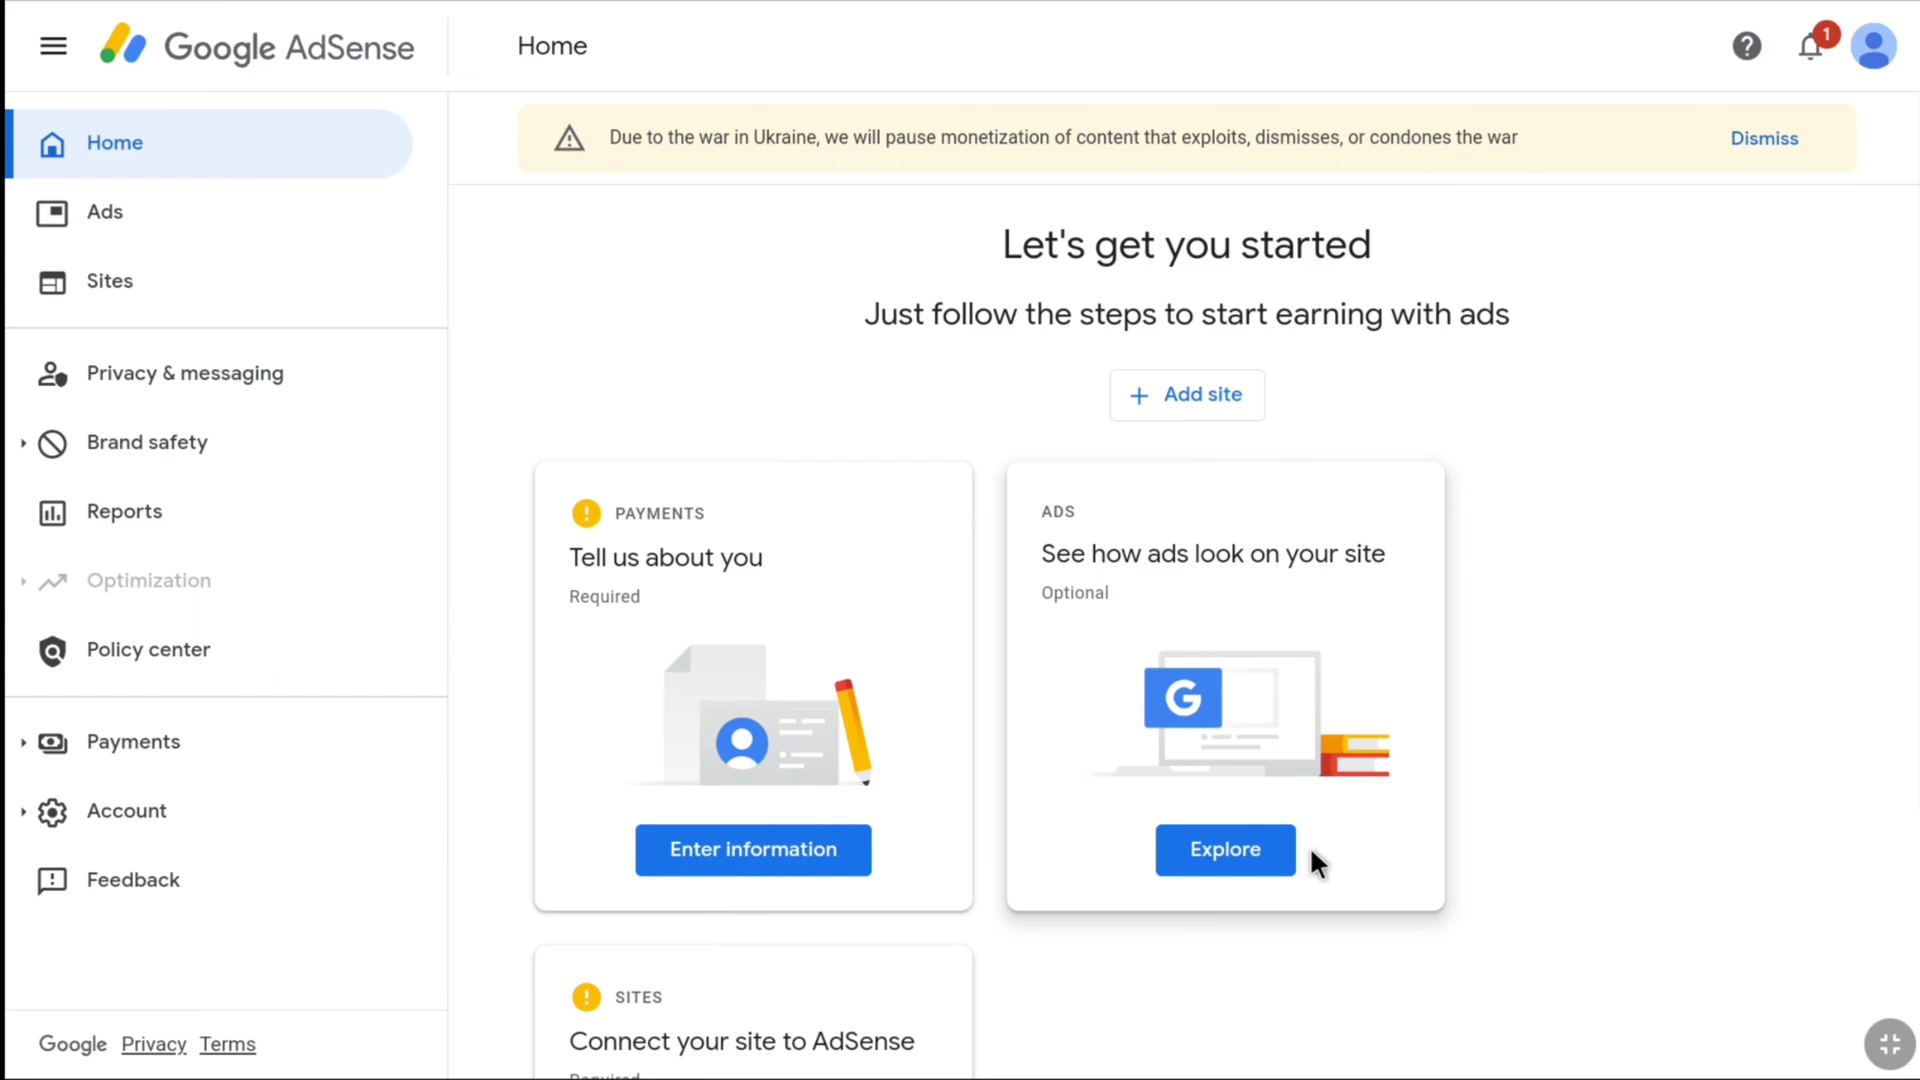 Google AdSense
Home
1
Home
Ads
Sites
Privacy & messaging
Brand safety
Reports
Optimization
Policy center
Payments
Account
Feedback
Google Privacy Terms
Due to the war in Ukraine, we will pause monetization of content that exploits, dismisses, or condones the war
Dismiss
Let's get you started
Just follow the steps to start earning with ads
+ Add site
PAYMENTS
Tell us about you
Required
Enter information
ADS
See how ads look on your site
Optional
G
Explore
SITES
Connect your site to AdSense
Required